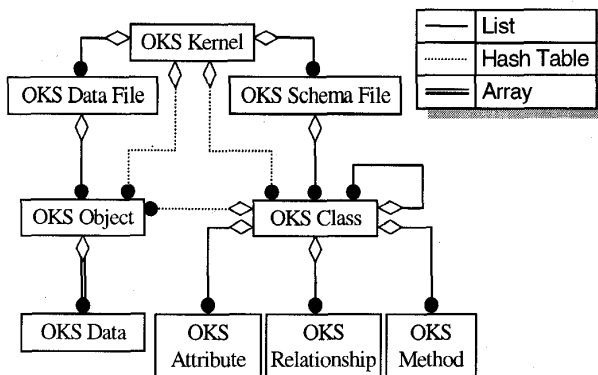 OKS Kernel
List
Hash Table
Array
OKS Data File
OKS Schema File
OKS Object
OKS Class
OKS Data
OKS
Attribute
OKS
Relationship
OKS
Method